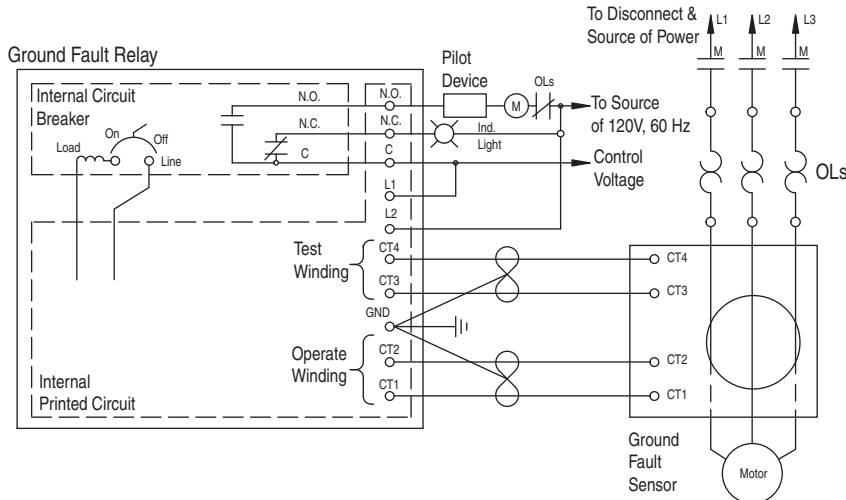 To Disconnect &
Source of Power
L1
L2
L3
M
M
M
Ground Fault Relay
Internal Circuit
Breaker
N.O.
N.O.
Pilot
Device
M
OLs
To Source
of 120V, 60 Hz
On
Off
Load
Line
N.C.
N.C.
Ind.
Light
C
C
Control
Voltage
OLs
L1
L2
Test
Winding
CT4
CT3
CT4
CT3
GND
Operate
Winding
CT2
CT1
CT2
CT1
Internal
Printed Circuit
Ground
Fault
Sensor
Motor